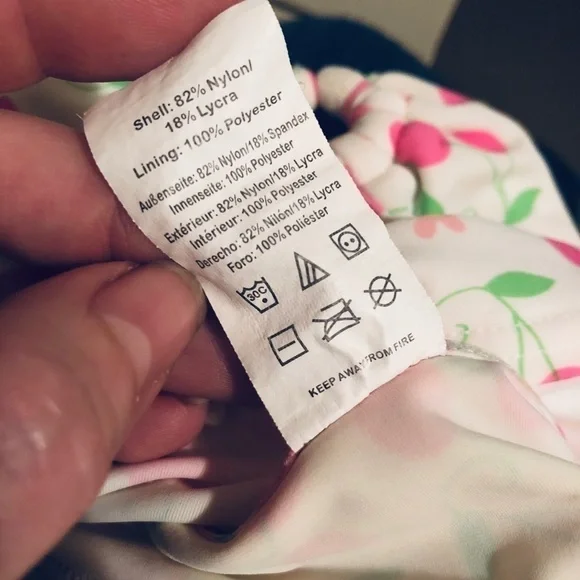 Shell: 82% Nylon/
18% Lycra
Lining: 100% Polyester
Außenseite: 82% Nylon/18% Spandex
Innenseite: 100% Polyester
Extérieur: 82% Nylon/18% Lycra
Intérieur: 100% Polyester
Derecho: 82% Nilón/18% Lycra
Foro: 100% Poliéster
30C
KEEP AWAY FROM FIRE